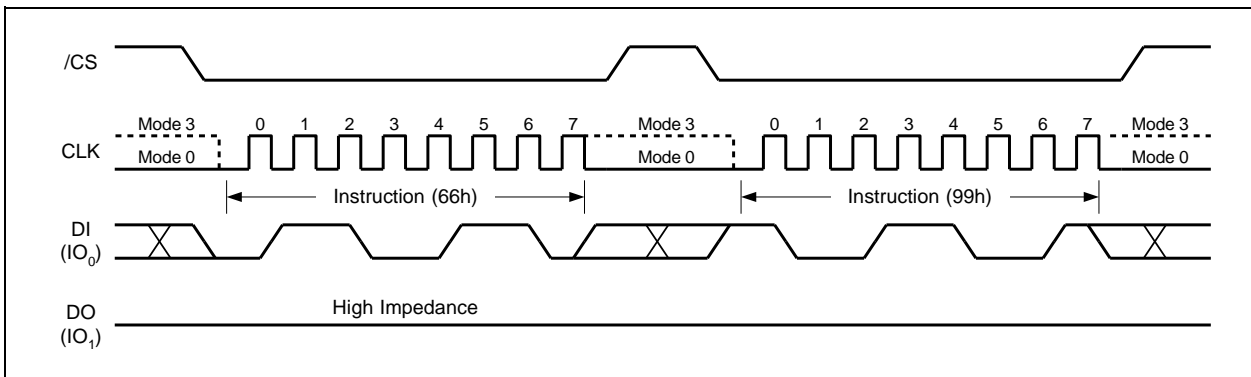 /CS
Mode 3 0 1 2 3 4 5 6 7 Mode 3 0 1 2 3 4 5 6 7 Mode 3
CLK Mode 0 Mode 0 Mode 0
Instruction (66h) Instruction (99h)
DI
(IO0)
High Impedance
DO
(IO1)